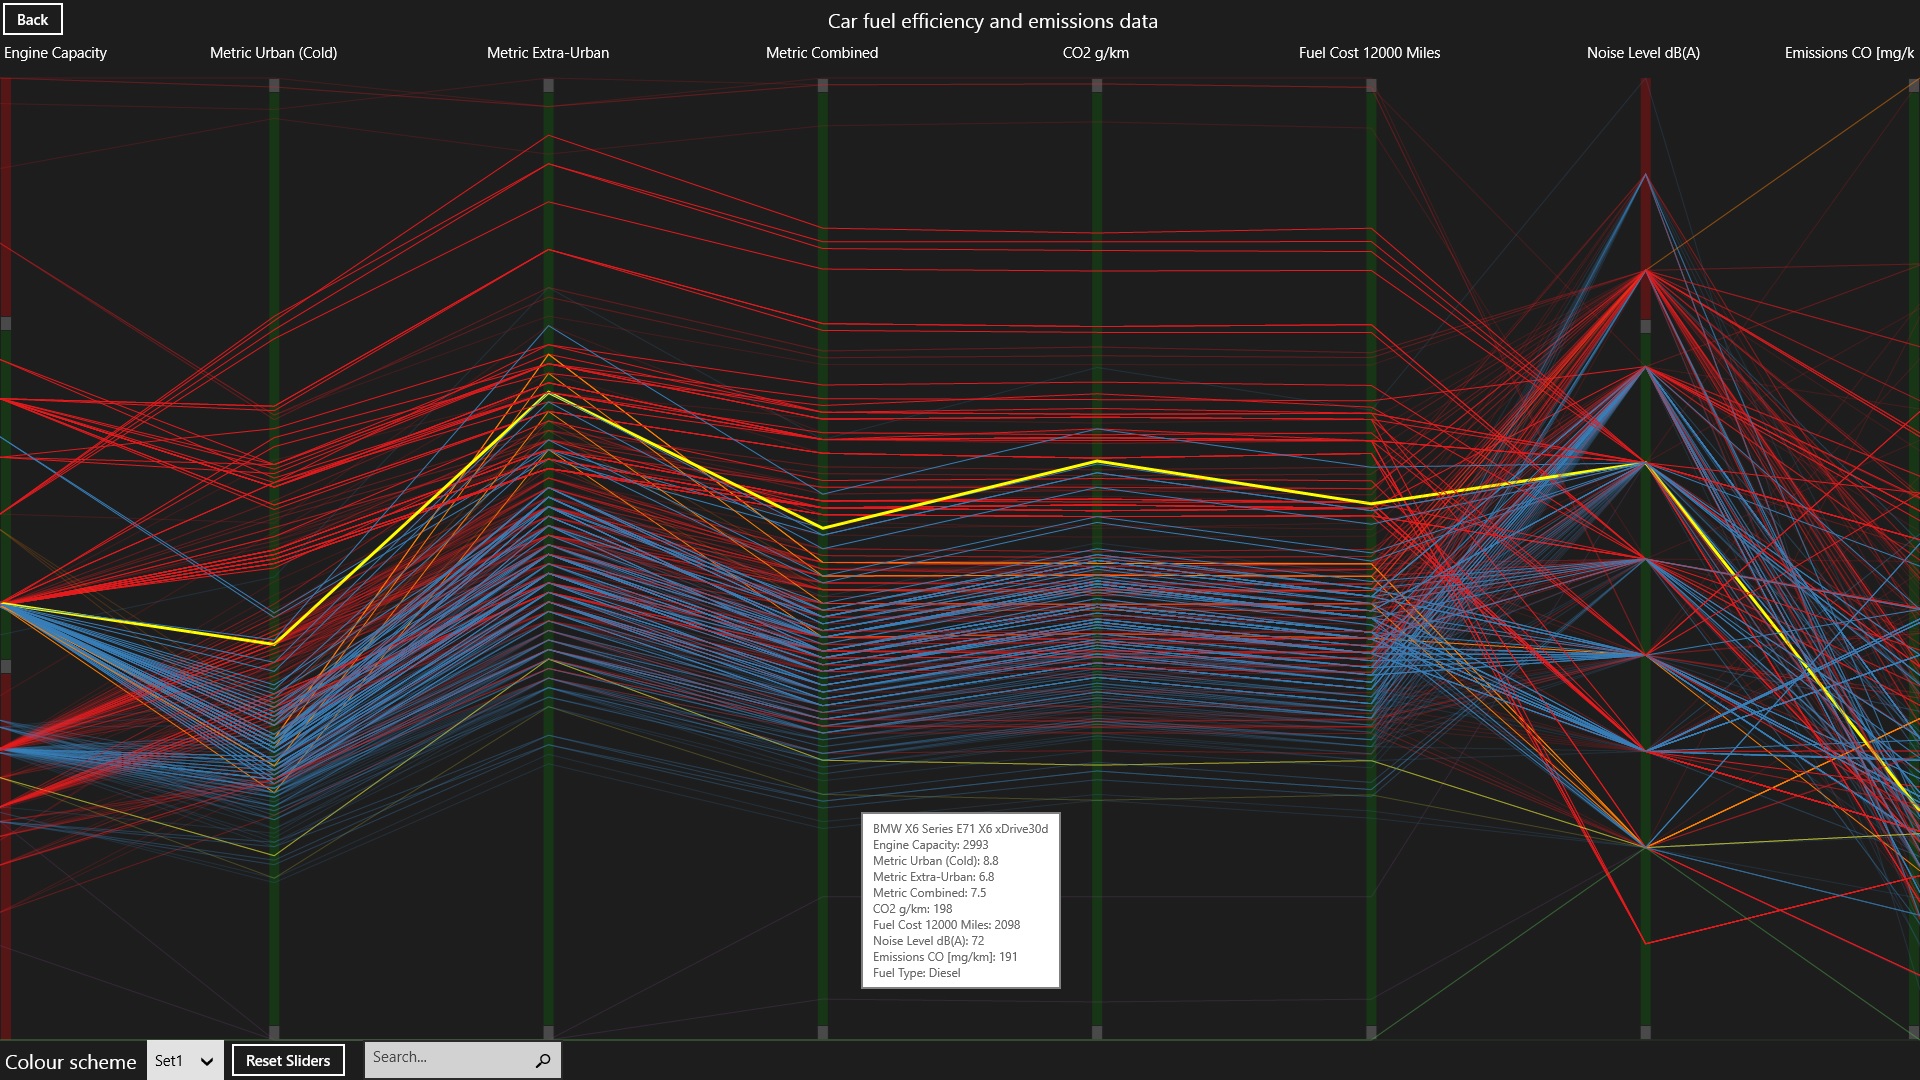 Back
Car fuel efficiency and emissions data
Engine Capacity
Metric Urban (Cold)
Metric Extra-Urban
Metric Combined
CO2 g/km
Fuel Cost 12000 Miles
Noise Level dB(A)
Emissions CO [mg/k
BMW X6 Series E71 X6 xDrive30d
Engine Capacity: 2993
Metric Urban (Cold): 8.8
Metric Extra-Urban: 6.8
Metric Combined: 7.5
CO2 g/km: 198
Fuel Cost 12000 Miles: 2098
Noise Level dB(A): 72
Emissions CO [mg/km]: 191
Fuel Type: Diesel
Colour scheme
Set1
Reset Sliders
Search...